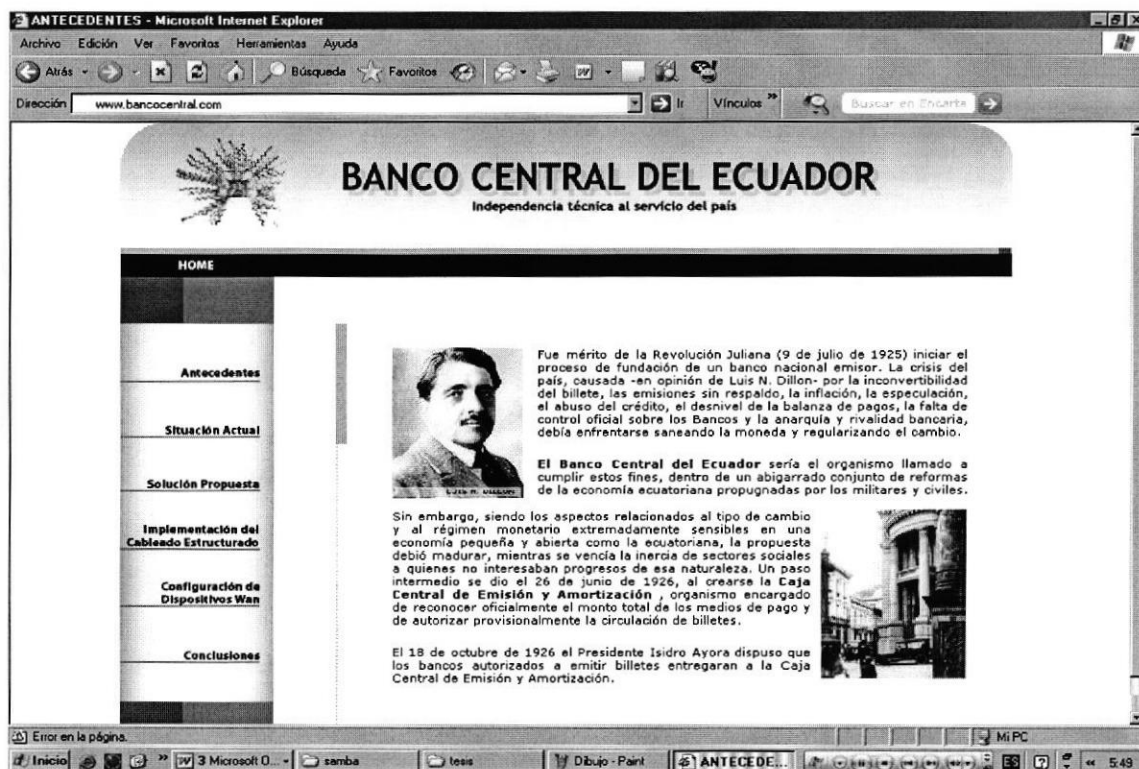 ANTECEDENTES - Microsoft Internet Explorer
Archivo Edición Ver Favoritos Herramientas Ayuda
Atrás Búsqueda Favoritos
Dirección www.bancocentral.com Ir Vínculos » Buscar en Encarta
BANCO CENTRAL DEL ECUADOR
Independencia técnica al servicio del país
HOME
Antecedentes
Situación Actual
Solución Propuesta
Implementación del
Cableado Estructurado
Configuración de
Dispositivos Wan
Conclusiones
LUIS N. DILLON
Fue mérito de la Revolución Juliana (9 de julio de 1925) iniciar el
proceso de fundación de un banco nacional emisor. La crisis del
país, causada -en opinión de Luis N. Dillon- por la inconvertibilidad
del billete, las emisiones sin respaldo, la inflación, la especulación,
el abuso del crédito, el desnivel de la balanza de pagos, la falta de
control oficial sobre los Bancos y la anarquía y rivalidad bancaria,
debía enfrentarse saneando la moneda y regularizando el cambio.
El Banco Central del Ecuador sería el organismo llamado a
cumplir estos fines, dentro de un abigarrado conjunto de reformas
de la economía ecuatoriana propugnadas por los militares y civiles.
Sin embargo, siendo los aspectos relacionados al tipo de cambio
y al régimen monetario extremadamente sensibles en una
economía pequeña y abierta como la ecuatoriana, la propuesta
debió madurar, mientras se vencía la inercia de sectores sociales
a quienes no interesaban progresos de esa naturaleza. Un paso
intermedio se dio el 26 de junio de 1926, al crearse la Caja
Central de Emisión y Amortización , organismo encargado
de reconocer oficialmente el monto total de los medios de pago y
de autorizar provisionalmente la circulación de billetes.
El 18 de octubre de 1926 el Presidente Isidro Ayora dispuso que
los bancos autorizados a emitir billetes entregaran a la Caja
Central de Emisión y Amortización.
Error en la página. Mi PC
Inicio » 3 Microsoft O... samba tesis Dibujo - Paint ANTECEDE... ES « 5:49